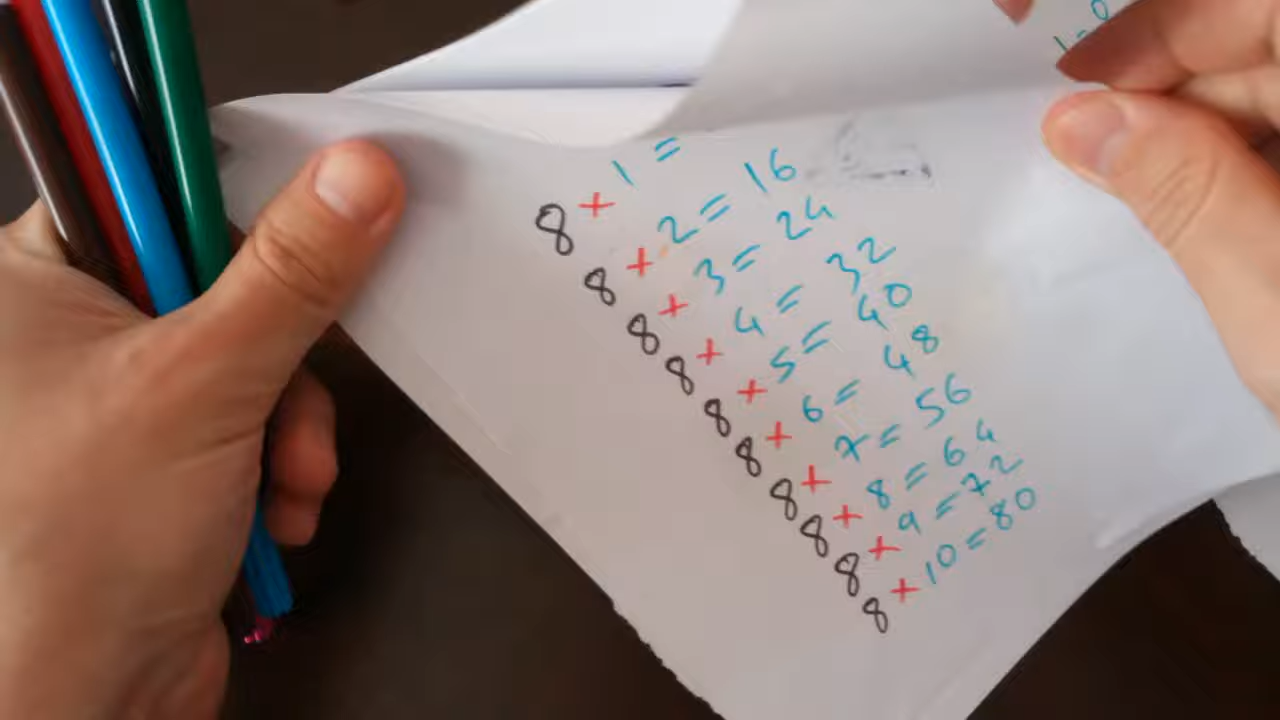 8 + 1 =
8 + 2 = 16
8 + 3 = 24
8 + 4 = 32
8 + 5 = 40
8 + 6 = 48
8 + 7 = 56
8 + 8 = 64
8 + 9 = 72
8 + 10 = 80